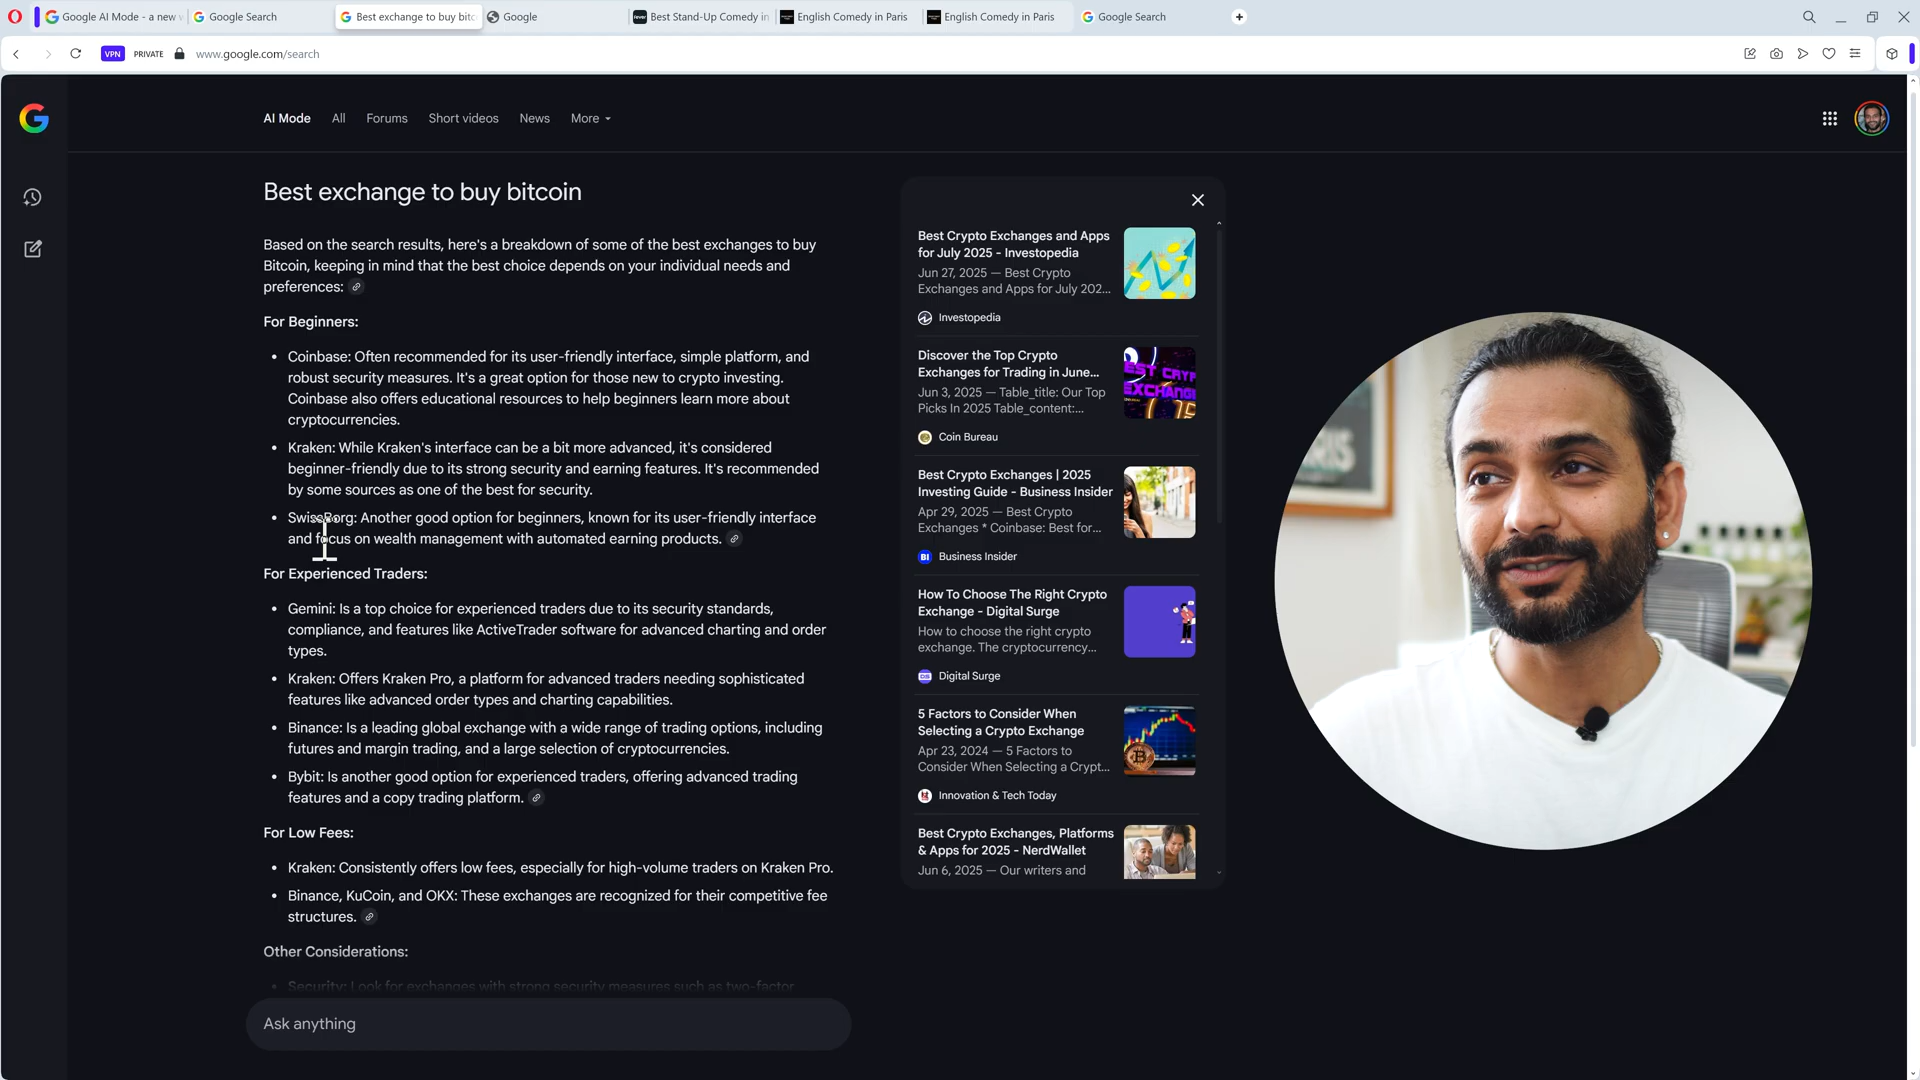 Google AI Mode - a new
Google Search
Best exchange to buy bitc
Google
Best Stand-Up Comedy in
English Comedy in Paris
English Comedy in Paris
Google Search
VPN
PRIVATE
www.google.com/search
AI Mode
All
Forums
Short videos
News
More
Best exchange to buy bitcoin
Based on the search results, here's a breakdown of some of the best exchanges to buy
Bitcoin, keeping in mind that the best choice depends on your individual needs and
preferences:
For Beginners:
• Coinbase: Often recommended for its user-friendly interface, simple platform, and
robust security measures. It's a great option for those new to crypto investing.
Coinbase also offers educational resources to help beginners learn more about
cryptocurrencies.
• Kraken: While Kraken's interface can be a bit more advanced, it's considered
beginner-friendly due to its strong security and earning features. It's recommended
by some sources as one of the best for security.
• SwissBorg: Another good option for beginners, known for its user-friendly interface
and focus on wealth management with automated earning products.
For Experienced Traders:
• Gemini: Is a top choice for experienced traders due to its security standards,
compliance, and features like ActiveTrader software for advanced charting and order
types.
• Kraken: Offers Kraken Pro, a platform for advanced traders needing sophisticated
features like advanced order types and charting capabilities.
• Binance: Is a leading global exchange with a wide range of trading options, including
futures and margin trading, and a large selection of cryptocurrencies.
• Bybit: Is another good option for experienced traders, offering advanced trading
features and a copy trading platform.
For Low Fees:
• Kraken: Consistently offers low fees, especially for high-volume traders on Kraken Pro.
• Binance, KuCoin, and OKX: These exchanges are recognized for their competitive fee
structures.
Other Considerations:
• Security: Look for exchanges with strong security measures such as two-factor
Ask anything
Best Crypto Exchanges and Apps
for July 2025 - Investopedia
Jun 27, 2025 — Best Crypto
Exchanges and Apps for July 202...
Investopedia
Discover the Top Crypto
Exchanges for Trading in June...
Jun 3, 2025 — Table_title: Our Top
Picks In 2025 Table_content:...
BEST CRYP
EXCHANGE
Coin Bureau
Best Crypto Exchanges | 2025
Investing Guide - Business Insider
Apr 29, 2025 — Best Crypto
Exchanges * Coinbase: Best for...
BI
Business Insider
How To Choose The Right Crypto
Exchange - Digital Surge
How to choose the right crypto
exchange. The cryptocurrency...
Digital Surge
5 Factors to Consider When
Selecting a Crypto Exchange
Apr 23, 2024 — 5 Factors to
Consider When Selecting a Crypt...
Innovation & Tech Today
Best Crypto Exchanges, Platforms
& Apps for 2025 - NerdWallet
Jun 6, 2025 — Our writers and